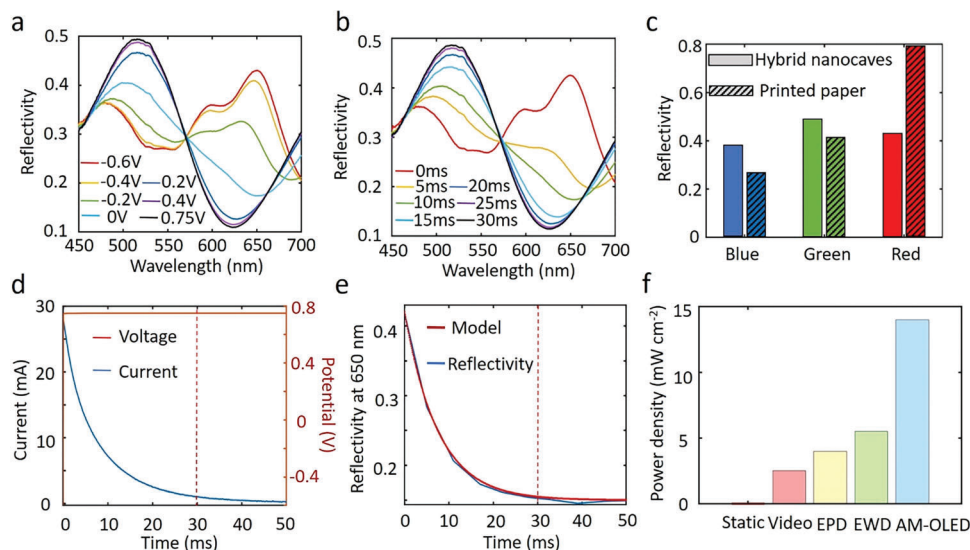 a
0.5
0.4
0.3
0.2
0.1
Reflectivity
-0.6V
-0.4V 0.2V
-0.2V 0.4V
0V 0.75V
450 500 550 600 650 700
Wavelength (nm)
b
0.5
0.4
0.3
0.2
0.1
Reflectivity
0ms
5ms 20ms
10ms 25ms
15ms 30ms
450 500 550 600 650 700
Wavelength (nm)
c
0.8
0.6
0.4
0.2
0
Reflectivity
Hybrid nanocaves
Printed paper
Blue Green Red
d
30
20
10
0
Current (mA)
Voltage
Current
0.8
0.4
0
-0.4
Potential (V)
0 10 20 30 40 50
Time (ms)
e
0.4
0.3
0.2
Reflectivity at 650 nm
Model
Reflectivity
0 10 20 30 40 50
Time (ms)
f
15
10
5
0
Power density (mW cm⁻²)
Static Video EPD EWD AM-OLED